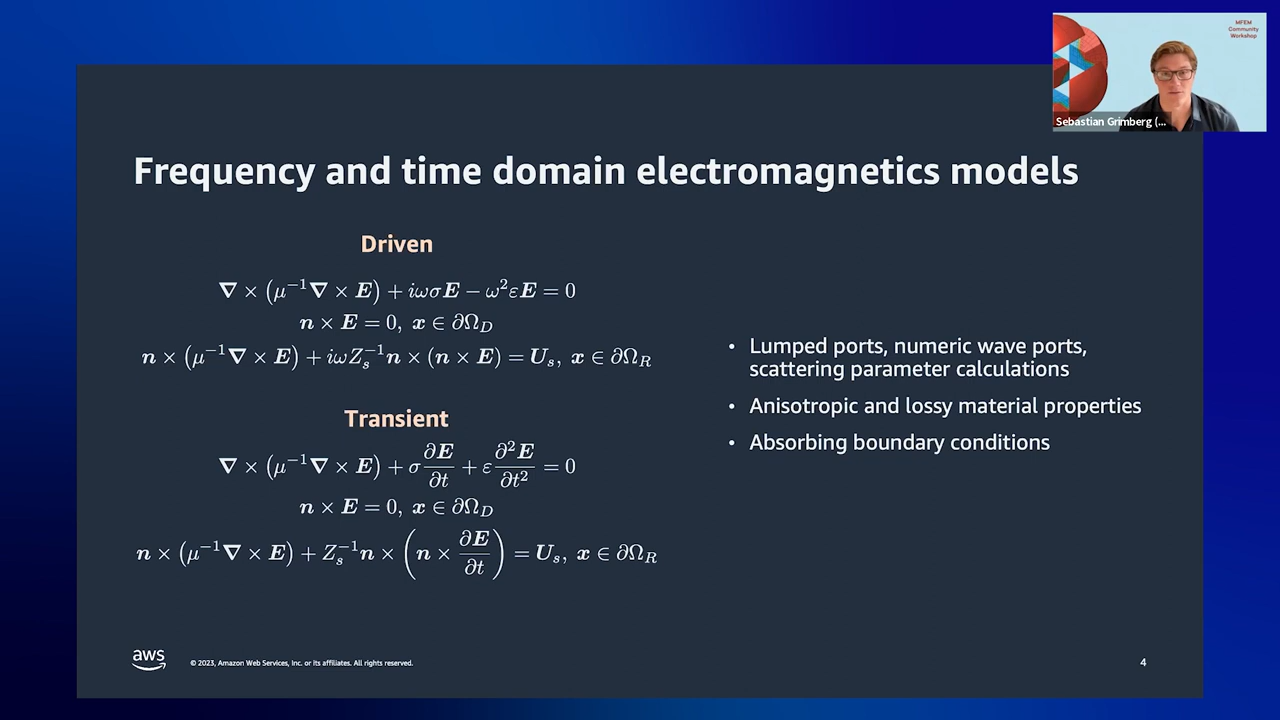 MFEM
Community
Workshop
Sebastian Grimberg (...
Frequency and time domain electromagnetics models
Driven
∇ × (μ⁻¹∇ × E) + iωσE − ω²εE = 0
n × E = 0, x ∈ ∂Ω_D
n × (μ⁻¹∇ × E) + iωZ_s⁻¹n × (n × E) = U_s, x ∈ ∂Ω_R
Transient
∇ × (μ⁻¹∇ × E) + σ ∂E/∂t + ε ∂²E/∂t² = 0
n × E = 0, x ∈ ∂Ω_D
n × (μ⁻¹∇ × E) + Z_s⁻¹n × (n × ∂E/∂t) = U_s, x ∈ ∂Ω_R
• Lumped ports, numeric wave ports,
scattering parameter calculations
• Anisotropic and lossy material properties
• Absorbing boundary conditions
aws
© 2023, Amazon Web Services, Inc. or its affiliates. All rights reserved.
4